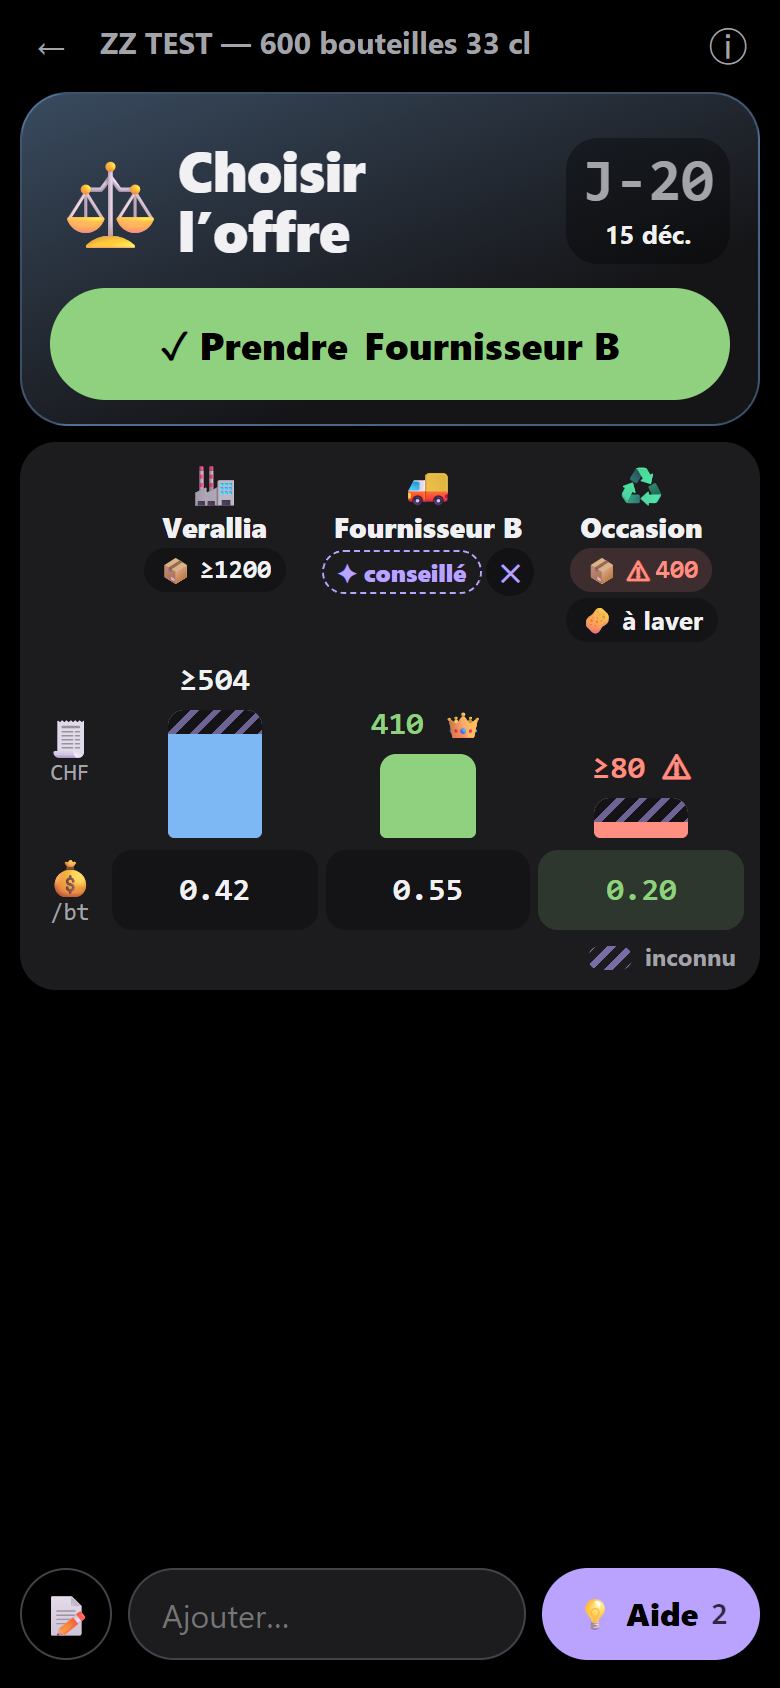 ← ZZ TEST — 600 bouteilles 33 cl ⓘ
Choisir
l’offre
J-20
15 déc.
✓ Prendre Fournisseur B
Verallia
Fournisseur B
Occasion
≥1200
✦ conseillé ×
⚠ 400
à laver
≥504
410
≥80 ⚠
CHF
/bt
0.42
0.55
0.20
inconnu
Ajouter…
Aide 2